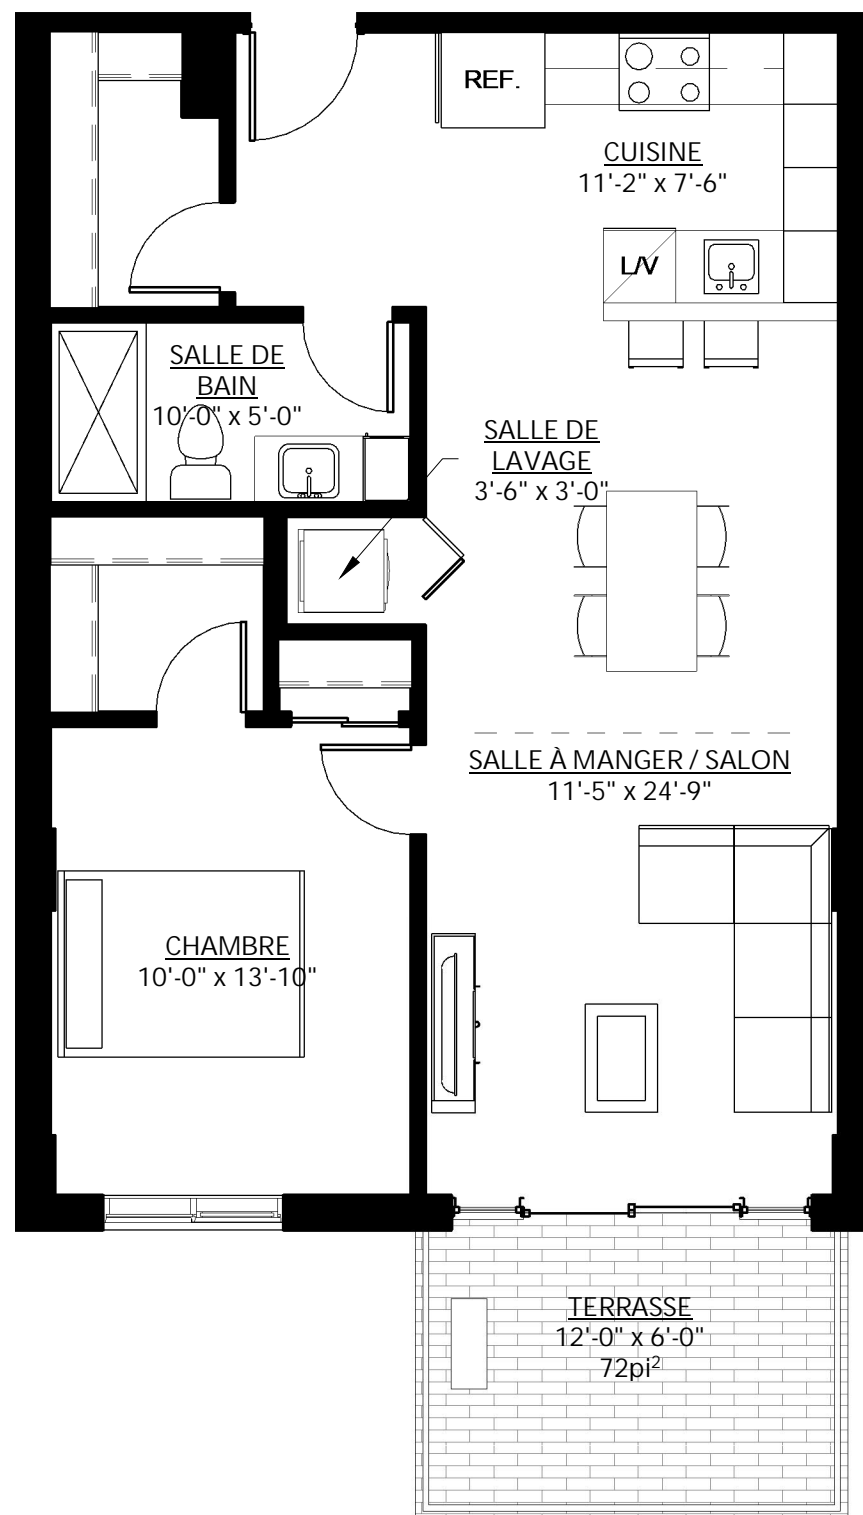 REF.
CUISINE
11'-2" x 7'-6"
L/V
SALLE DE
BAIN
10'-0" x 5'-0"
SALLE DE
LAVAGE
3'-6" x 3'-0"
SALLE À MANGER / SALON
11'-5" x 24'-9"
CHAMBRE
10'-0" x 13'-10"
TERRASSE
12'-0" x 6'-0"
72pi²